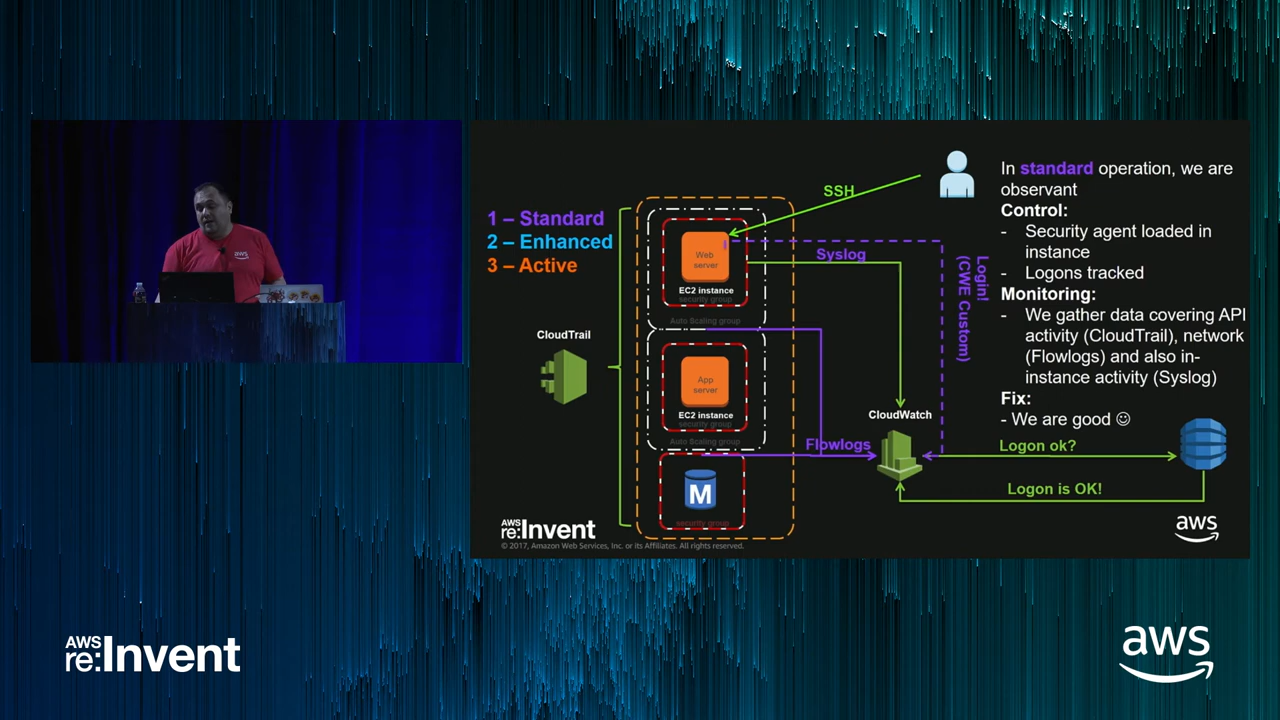 1 – Standard
2 – Enhanced
3 – Active
CloudTrail
Web
server
EC2 instance
security group
Auto Scaling group
App
server
EC2 instance
security group
Auto Scaling group
M
security group
SSH
Syslog
Login!
(CWE Custom)
Flowlogs
CloudWatch
Logon ok?
Logon is OK!
In standard operation, we are
observant
Control:
- Security agent loaded in
instance
- Logons tracked
Monitoring:
- We gather data covering API
activity (CloudTrail), network
(Flowlogs) and also in-
instance activity (Syslog)
Fix:
- We are good ☺
AWS
re:Invent
© 2017, Amazon Web Services, Inc. or its Affiliates. All rights reserved.
aws
aws
AWS
re:Invent
aws